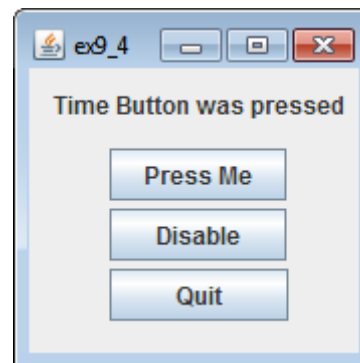 ex9_4
Time Button was pressed
Press Me
Disable
Quit